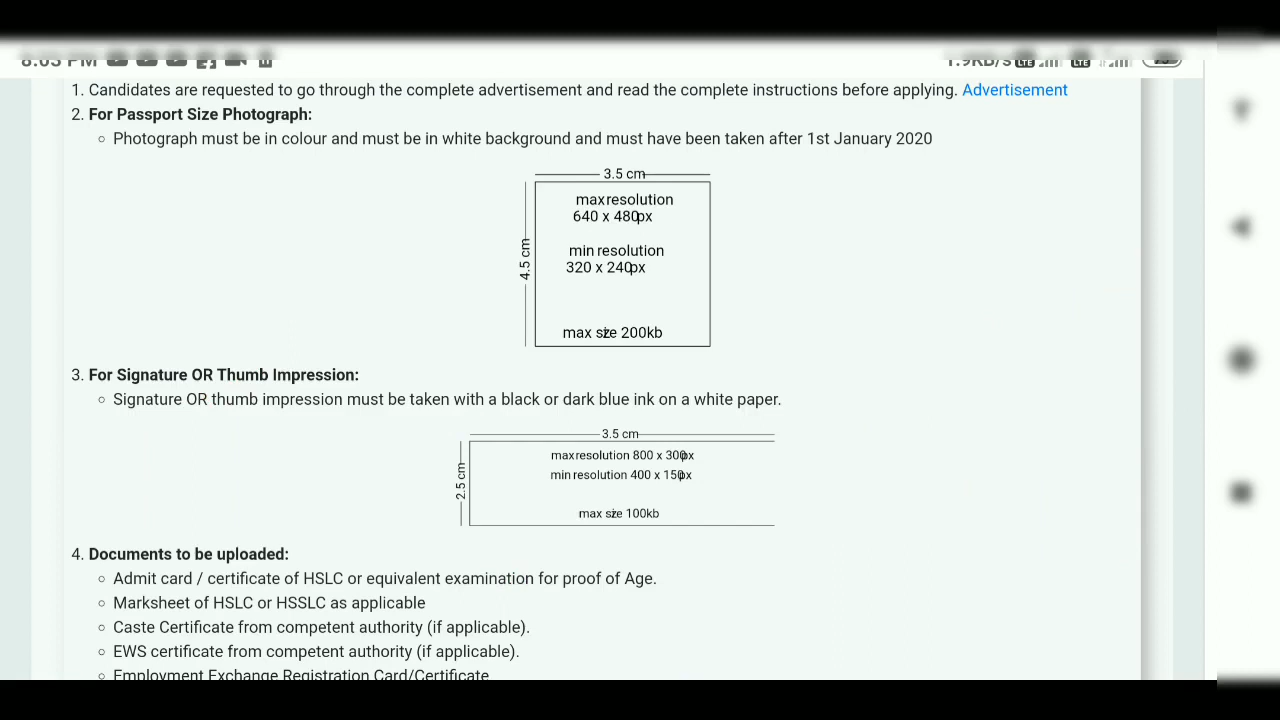 8:03 PM
1.9KB/s
1. Candidates are requested to go through the complete advertisement and read the complete instructions before applying. Advertisement
2. For Passport Size Photograph:
Photograph must be in colour and must be in white background and must have been taken after 1st January 2020
3.5 cm
4.5 cm
max resolution
640 x 480px
min resolution
320 x 240px
max size 200kb
3. For Signature OR Thumb Impression:
Signature OR thumb impression must be taken with a black or dark blue ink on a white paper.
3.5 cm
2.5 cm
max resolution 800 x 300px
min resolution 400 x 150px
max size 100kb
4. Documents to be uploaded:
Admit card / certificate of HSLC or equivalent examination for proof of Age.
Marksheet of HSLC or HSSLC as applicable
Caste Certificate from competent authority (if applicable).
EWS certificate from competent authority (if applicable).
Employment Exchange Registration Card/Certificate